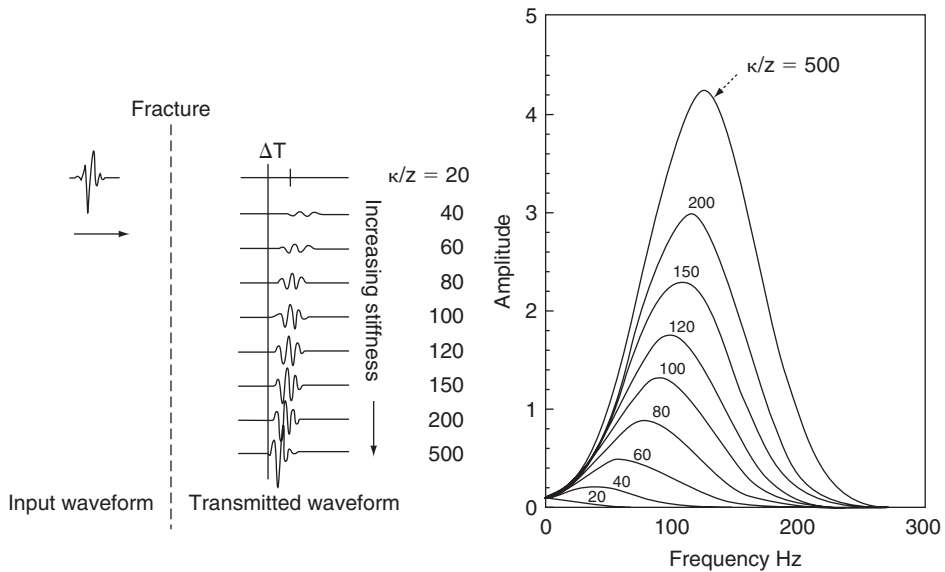 Fracture
ΔT
κ/z = 20
40
60
80
100
120
150
200
500
Increasing stiffness
Input waveform
Transmitted waveform
5
4
3
2
1
0
Amplitude
κ/z = 500
200
150
120
100
80
60
40
20
0
100
200
300
Frequency Hz